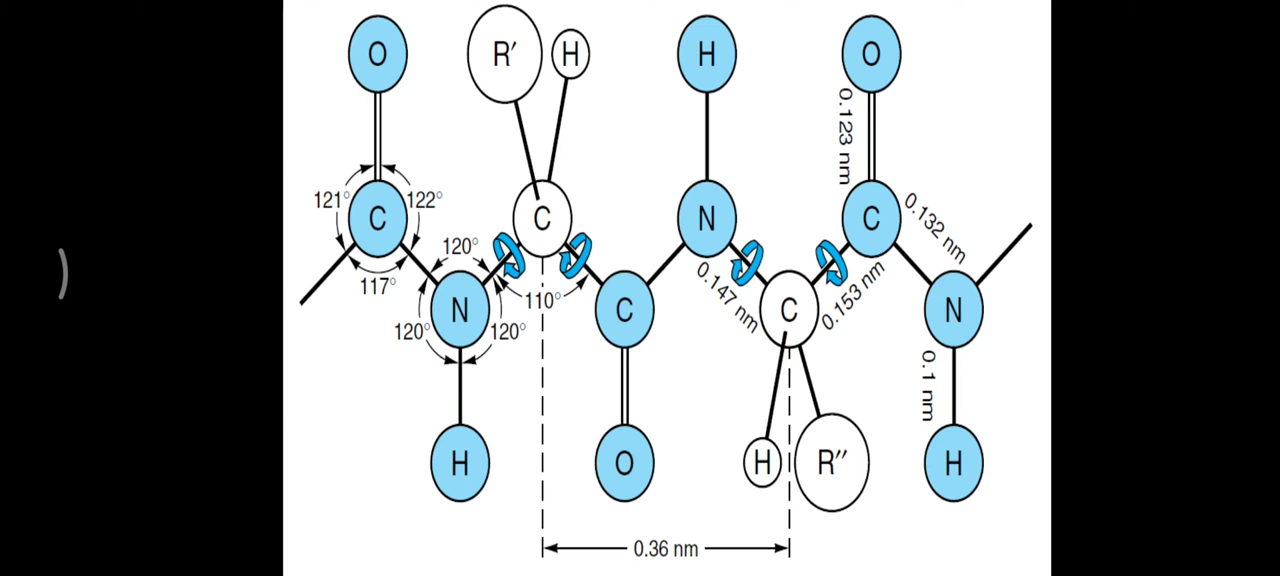 O
R′
H
H
O
0.123 nm
121°
C
122°
C
N
C
0.132 nm
120°
117°
110°
0.147 nm
0.153 nm
N
C
C
N
120°
120°
0.1 nm
H
O
H
R″
H
0.36 nm